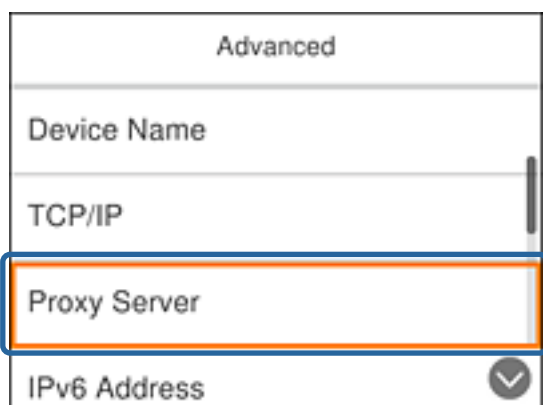 Advanced
Device Name
TCP/IP
Proxy Server
IPv6 Address